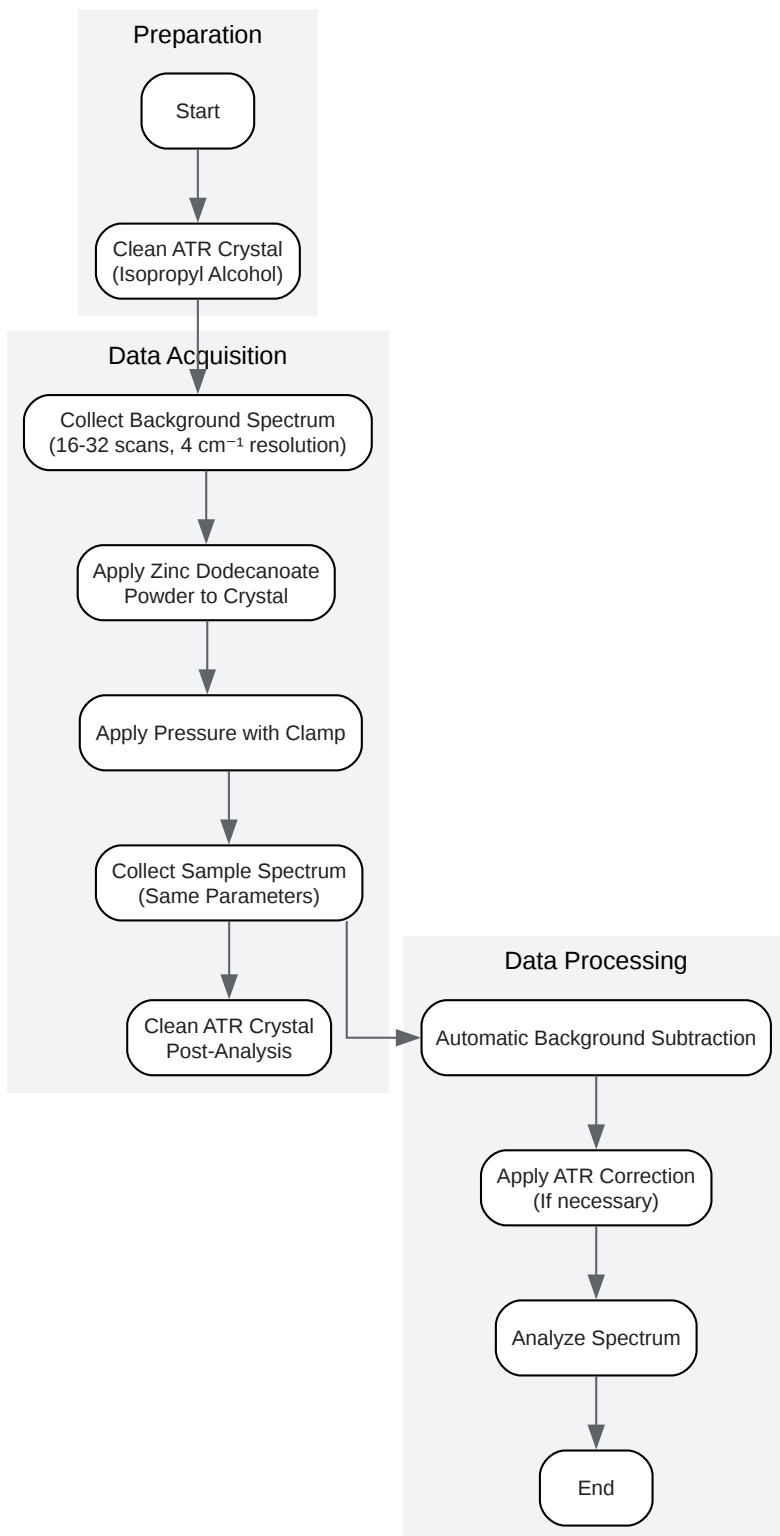 Preparation
Start
Clean ATR Crystal
(Isopropyl Alcohol)
Data Acquisition
Collect Background Spectrum
(16-32 scans, 4 cm⁻¹ resolution)
Apply Zinc Dodecanoate
Powder to Crystal
Apply Pressure with Clamp
Collect Sample Spectrum
(Same Parameters)
Clean ATR Crystal
Post-Analysis
Data Processing
Automatic Background Subtraction
Apply ATR Correction
(If necessary)
Analyze Spectrum
End